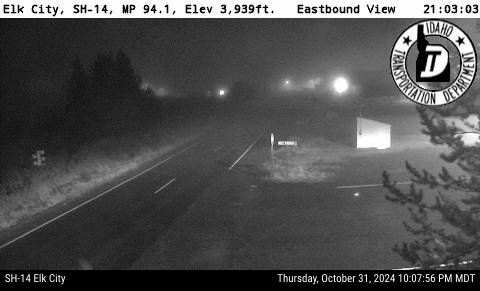 Elk City, SH-14, MP 94.1, Elev 3,939ft. Eastbound View 21:03:03
IDAHO
TRANSPORTATION DEPARTMENT
SH-14 Elk City
Thursday, October 31, 2024 10:07:56 PM MDT